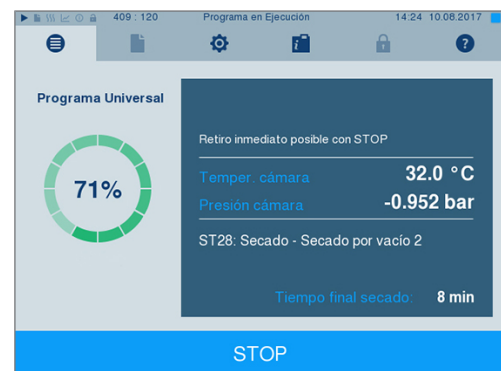 409 : 120 Programa en Ejecución 14:24 10.08.2017
Programa Universal
71%
Retiro inmediato posible con STOP
Temper. cámara 32.0 °C
Presión cámara -0.952 bar
ST28: Secado - Secado por vacío 2
Tiempo final secado: 8 min
STOP